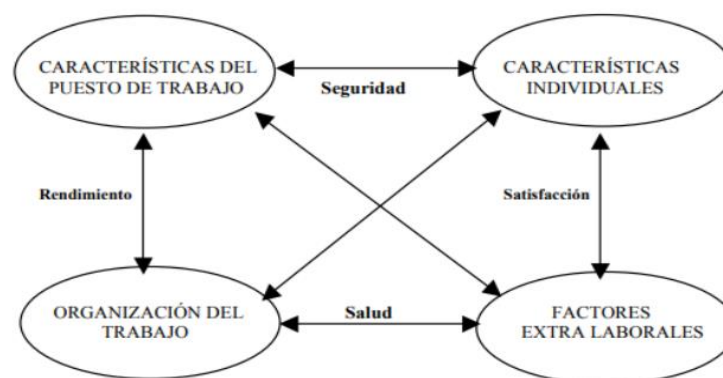 CARACTERÍSTICAS DEL
PUESTO DE TRABAJO
CARACTERÍSTICAS
INDIVIDUALES
Seguridad
Rendimiento
Satisfacción
ORGANIZACIÓN DEL
TRABAJO
Salud
FACTORES
EXTRA LABORALES